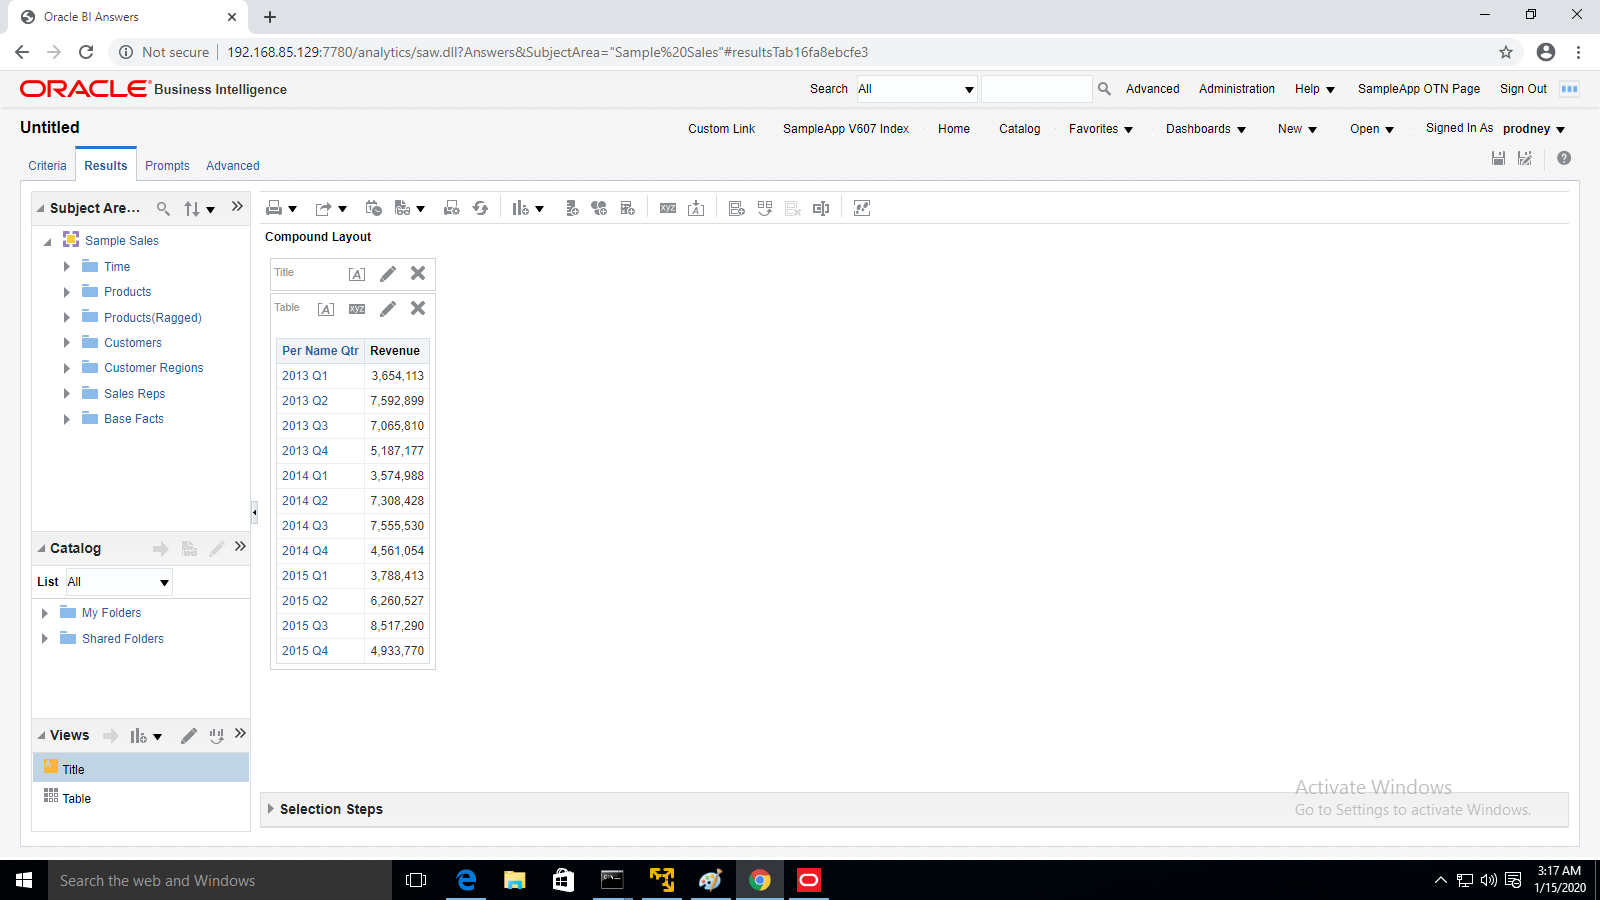 Oracle BI Answers
Not secure 192.168.85.129:7780/analytics/saw.dll?Answers&SubjectArea="Sample%20Sales"#resultsTab16fa8ebcfe3
ORACLE Business Intelligence
Search All Advanced Administration Help SampleApp OTN Page Sign Out
Untitled
Custom Link SampleApp V607 Index Home Catalog Favorites Dashboards New Open Signed In As prodney
Criteria Results Prompts Advanced
Subject Are...
Sample Sales
Time
Products
Products(Ragged)
Customers
Customer Regions
Sales Reps
Base Facts
Catalog
List All
My Folders
Shared Folders
Views
Title
Table
xyz A
Compound Layout
Title A
Table A xyz
Per Name Qtr Revenue
2013 Q1 3,654,113
2013 Q2 7,592,899
2013 Q3 7,065,810
2013 Q4 5,187,177
2014 Q1 3,574,988
2014 Q2 7,308,428
2014 Q3 7,555,530
2014 Q4 4,561,054
2015 Q1 3,788,413
2015 Q2 6,260,527
2015 Q3 8,517,290
2015 Q4 4,933,770
Selection Steps
Activate Windows
Go to Settings to activate Windows.
Search the web and Windows
3:17 AM
1/15/2020